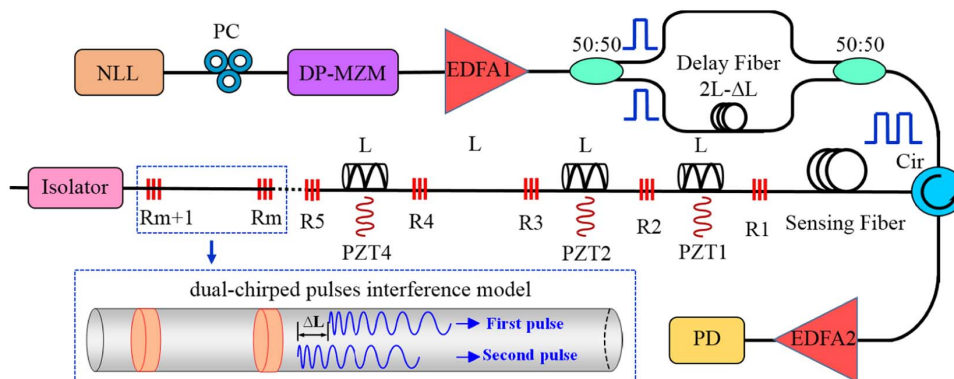 PC
NLL
DP-MZM
EDFA1
50:50
Delay Fiber
2L-ΔL
50:50
Cir
Isolator
Rm+1
Rm
R5
L
PZT4
R4
L
R3
L
PZT2
R2
L
PZT1
R1
Sensing Fiber
dual-chirped pulses interference model
ΔL
First pulse
Second pulse
PD
EDFA2